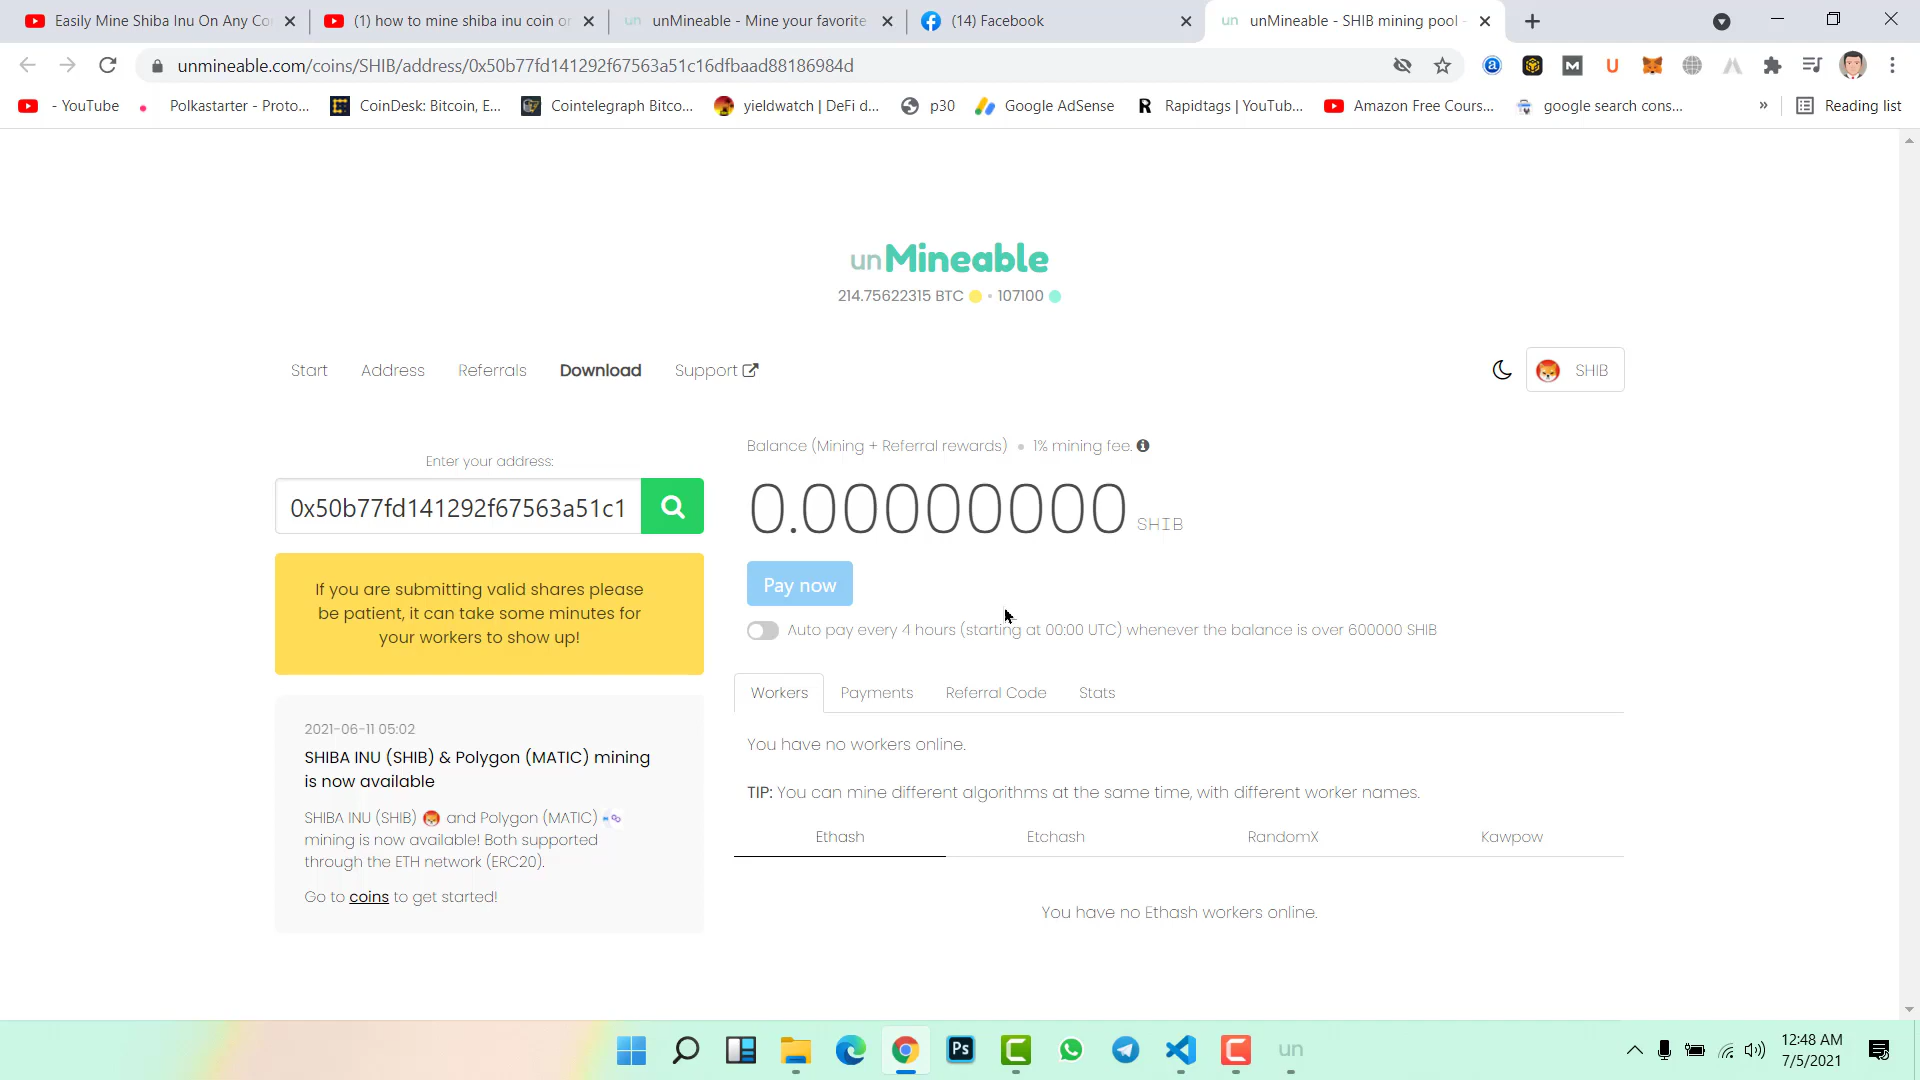 Easily Mine Shiba Inu On Any Co
(1) how to mine shiba inu coin or
un unMineable - Mine your favorite
(14) Facebook
un unMineable - SHIB mining pool -
unmineable.com/coins/SHIB/address/0x50b77fd141292f67563a51c16dfbaad88186984d
- YouTube
Polkastarter - Proto...
CoinDesk: Bitcoin, E...
Cointelegraph Bitco...
yieldwatch | DeFi d...
p30
Google AdSense
Rapidtags | YouTub...
Amazon Free Cours...
google search cons...
»
Reading list
unMineable
214.75622315 BTC • 107100
Start
Address
Referrals
Download
Support
SHIB
Enter your address:
0x50b77fd141292f67563a51c1
If you are submitting valid shares please
be patient, it can take some minutes for
your workers to show up!
2021-06-11 05:02
SHIBA INU (SHIB) & Polygon (MATIC) mining
is now available
SHIBA INU (SHIB) and Polygon (MATIC)
mining is now available! Both supported
through the ETH network (ERC20).
Go to coins to get started!
Balance (Mining + Referral rewards) • 1% mining fee.
0.00000000 SHIB
Pay now
Auto pay every 4 hours (starting at 00:00 UTC) whenever the balance is over 600000 SHIB
Workers
Payments
Referral Code
Stats
You have no workers online.
TIP: You can mine different algorithms at the same time, with different worker names.
Ethash
Etchash
RandomX
Kawpow
You have no Ethash workers online.
Ps
un
12:48 AM
7/5/2021